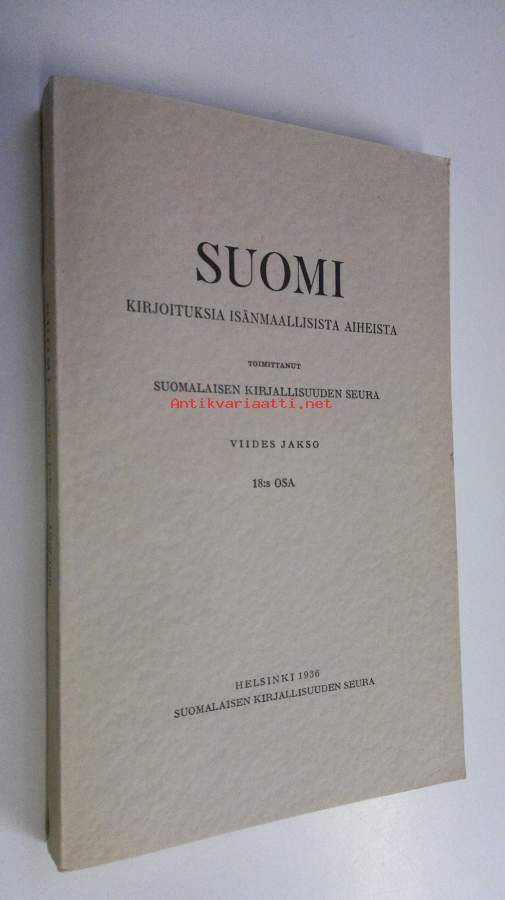 SUOMI
KIRJOITUKSIA ISÄNMAALLISISTA AIHEISTA
TOIMITTANUT
SUOMALAISEN KIRJALLISUUDEN SEURA
Antikvariaatti.net
VIIDES JAKSO
18:s OSA
HELSINKI 1936
SUOMALAISEN KIRJALLISUUDEN SEURA